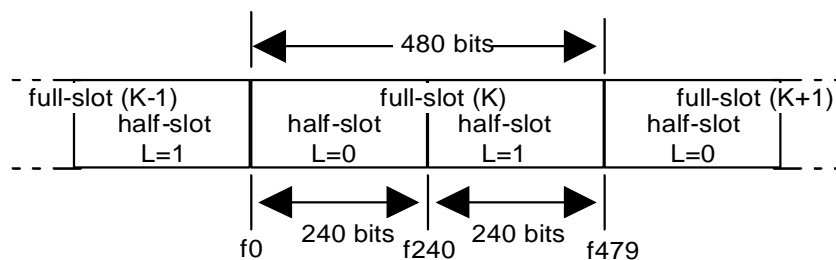 480 bits
full-slot (K-1) full-slot (K) full-slot (K+1)
half-slot half-slot half-slot half-slot
L=1 L=0 L=1 L=0
240 bits 240 bits
f0 f240 f479